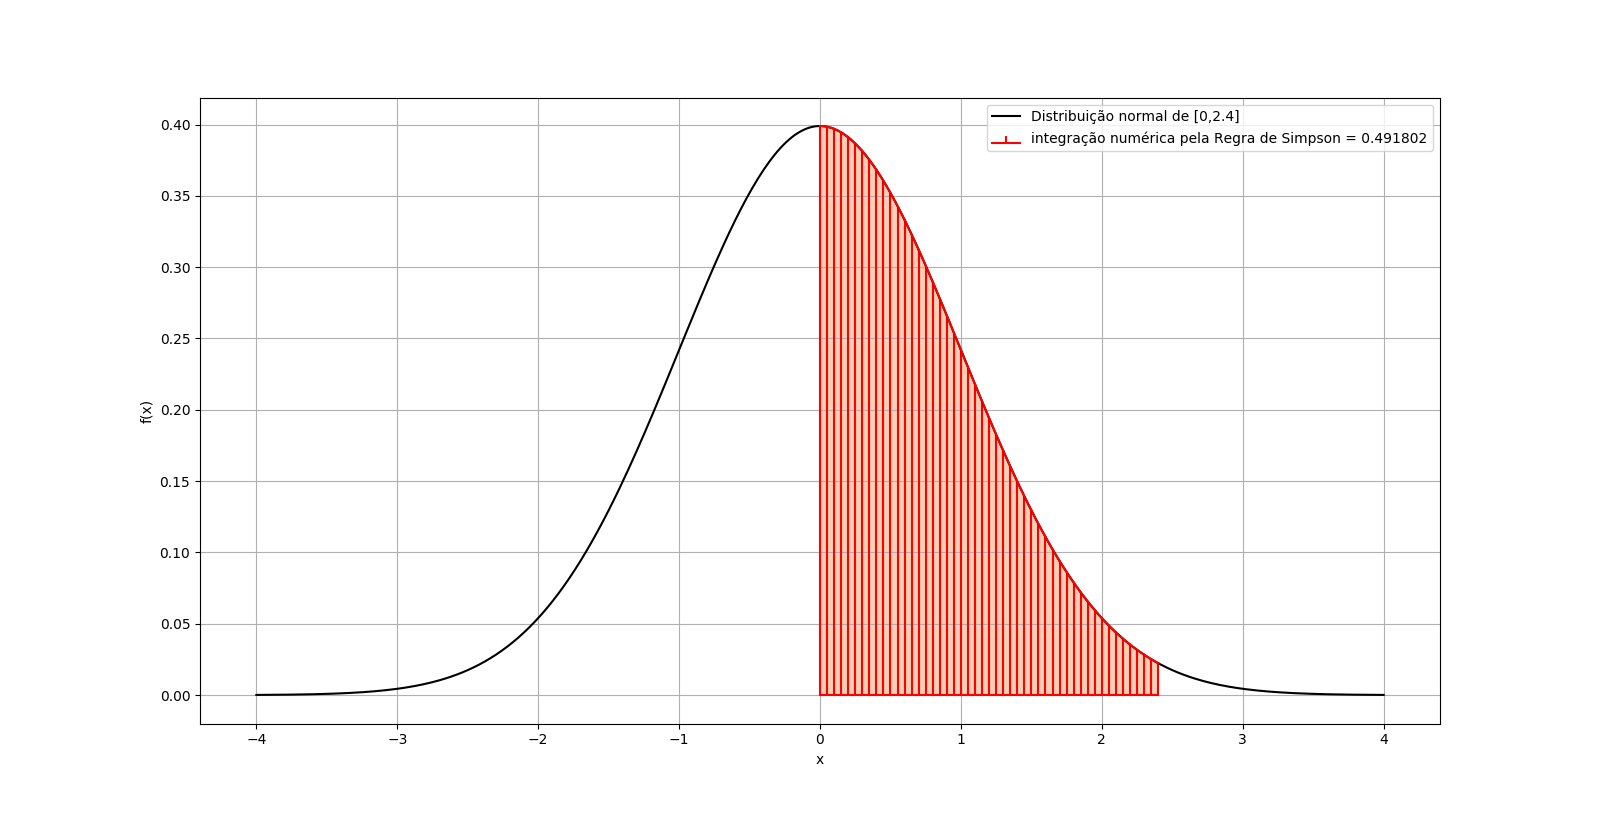 Distribuição normal de [0,2.4]
integração numérica pela Regra de Simpson = 0.491802
0.40
0.35
0.30
0.25
0.20
0.15
0.10
0.05
0.00
f(x)
−4 −3 −2 −1 0 1 2 3 4
x